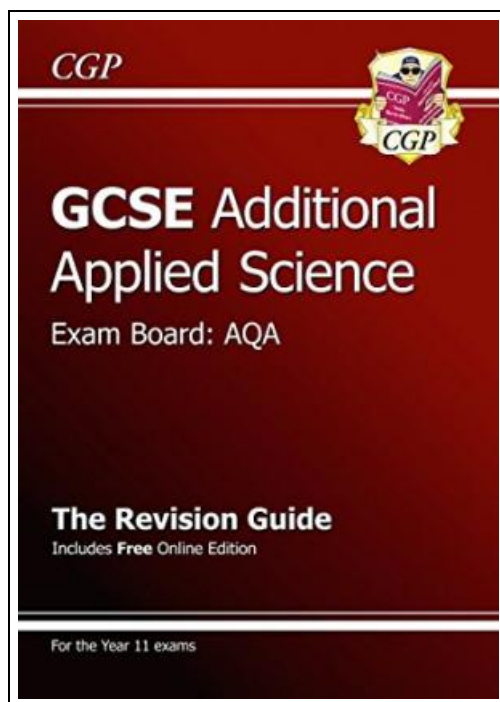 CGP
CGP
CGP
GCSE Additional
Applied Science
Exam Board: AQA
The Revision Guide
Includes Free Online Edition
For the Year 11 exams